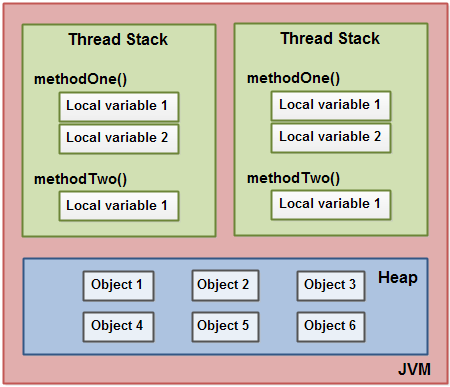 Thread Stack
methodOne()
Local variable 1
Local variable 2
methodTwo()
Local variable 1
Thread Stack
methodOne()
Local variable 1
Local variable 2
methodTwo()
Local variable 1
Heap
Object 1
Object 2
Object 3
Object 4
Object 5
Object 6
JVM